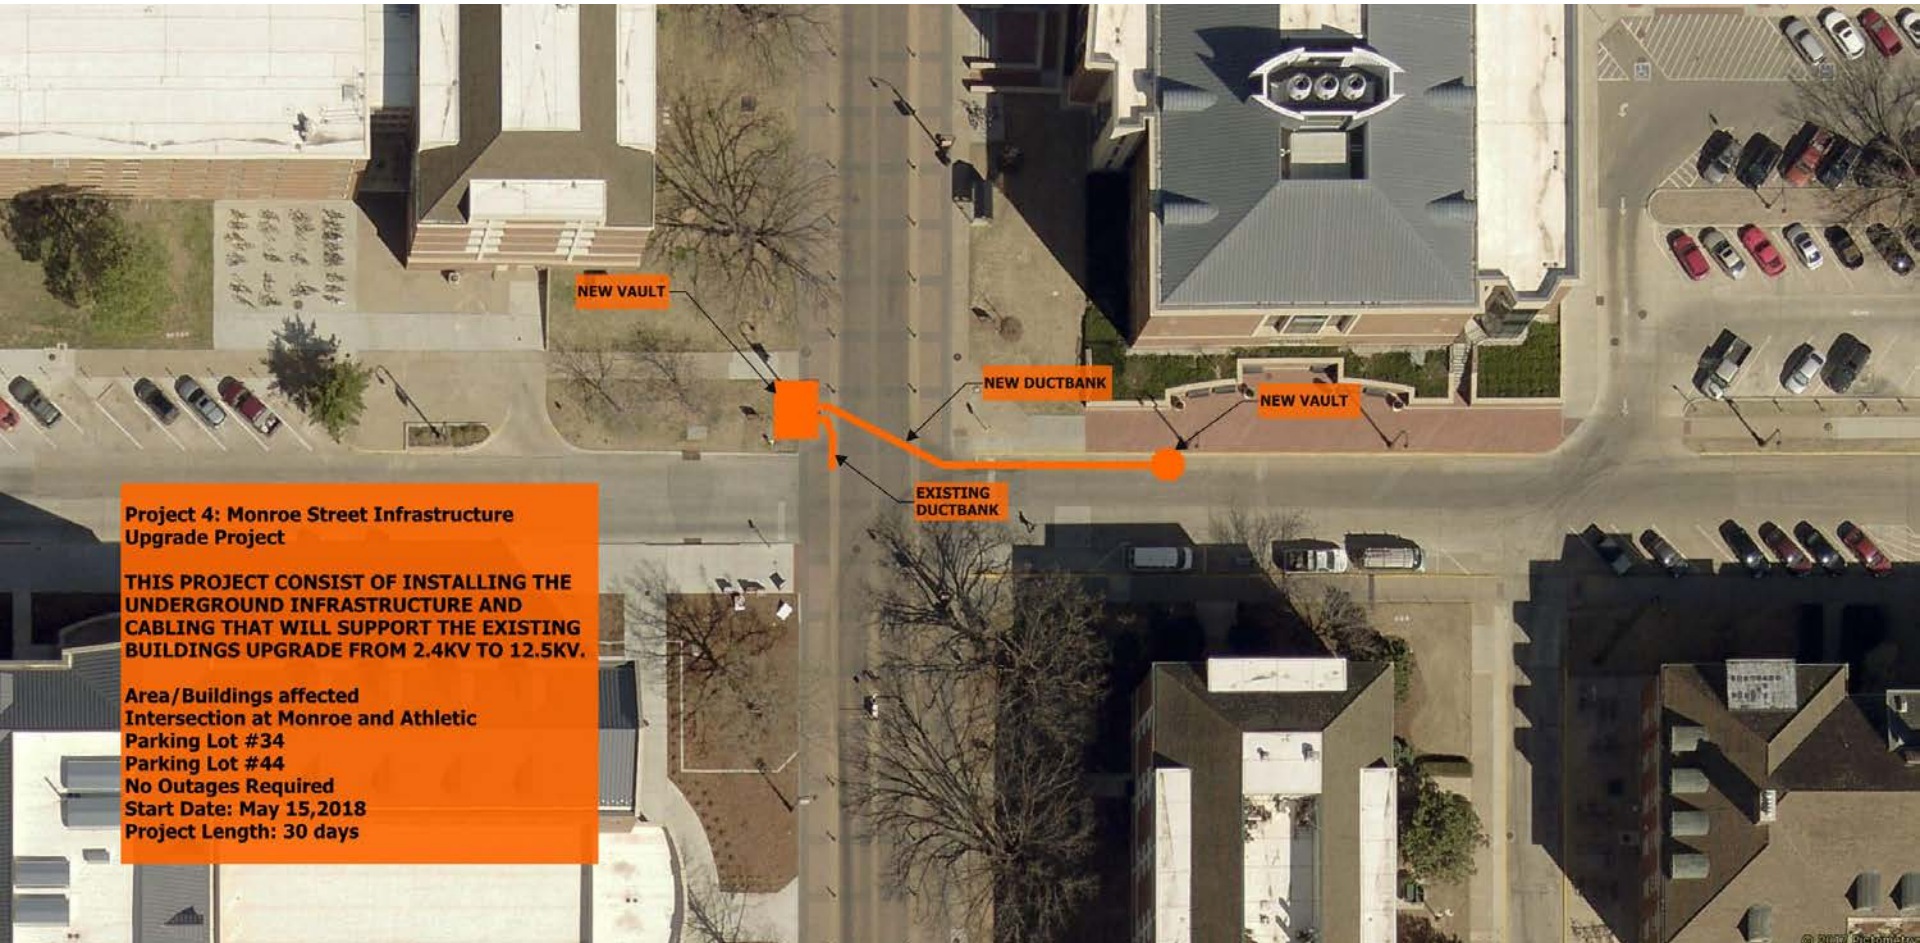 NEW VAULT
NEW DUCTBANK
NEW VAULT
EXISTING
DUCTBANK
Project 4: Monroe Street Infrastructure
Upgrade Project
THIS PROJECT CONSIST OF INSTALLING THE
UNDERGROUND INFRASTRUCTURE AND
CABLING THAT WILL SUPPORT THE EXISTING
BUILDINGS UPGRADE FROM 2.4KV TO 12.5KV.
Area/Buildings affected
Intersection at Monroe and Athletic
Parking Lot #34
Parking Lot #44
No Outages Required
Start Date: May 15,2018
Project Length: 30 days
© 2017 Pictometry